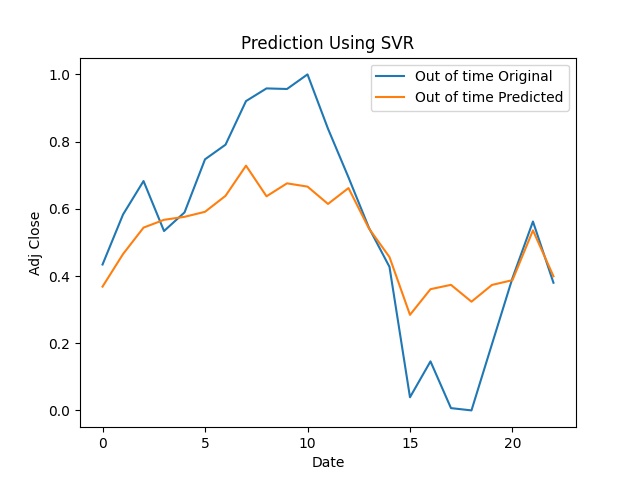 Prediction Using SVR
Out of time Original
Out of time Predicted
Adj Close
1.0
0.8
0.6
0.4
0.2
0.0
0
5
10
15
20
Date